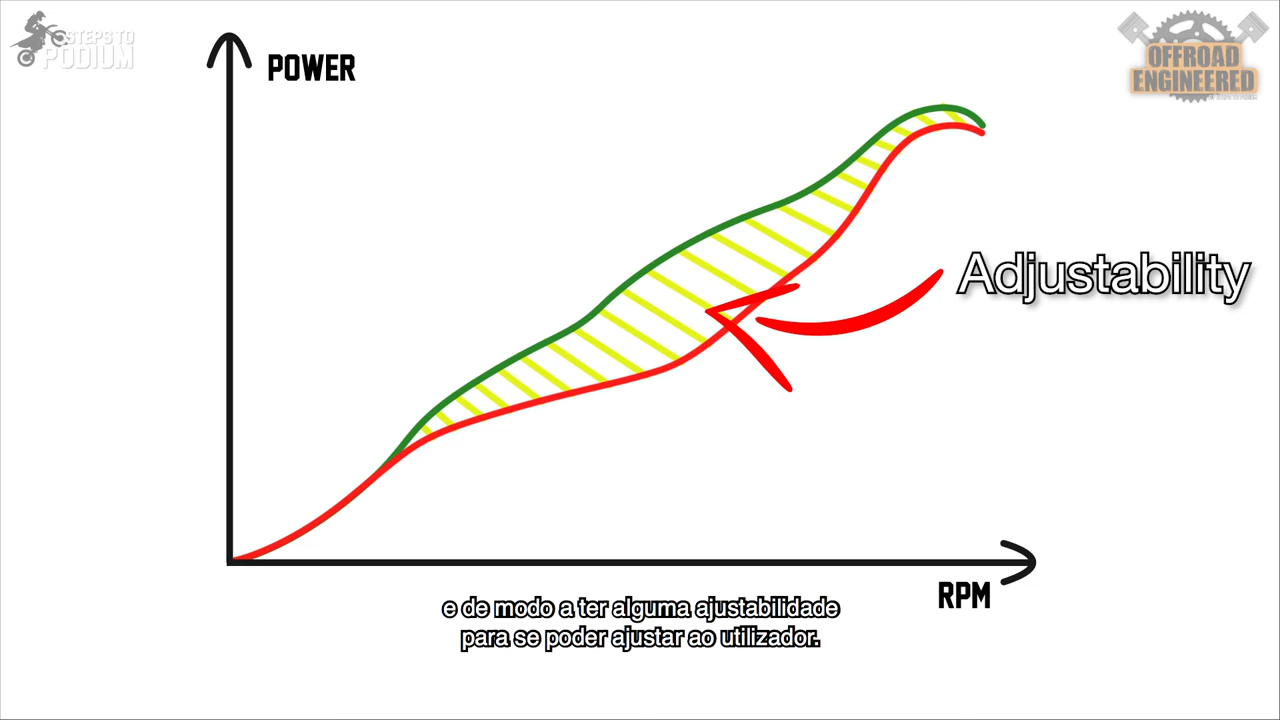 STEPS TO
PODIUM
POWER
OFFROAD
ENGINEERED
Adjustability
RPM
e de modo a ter alguma ajustabilidade
para se poder ajustar ao utilizador.